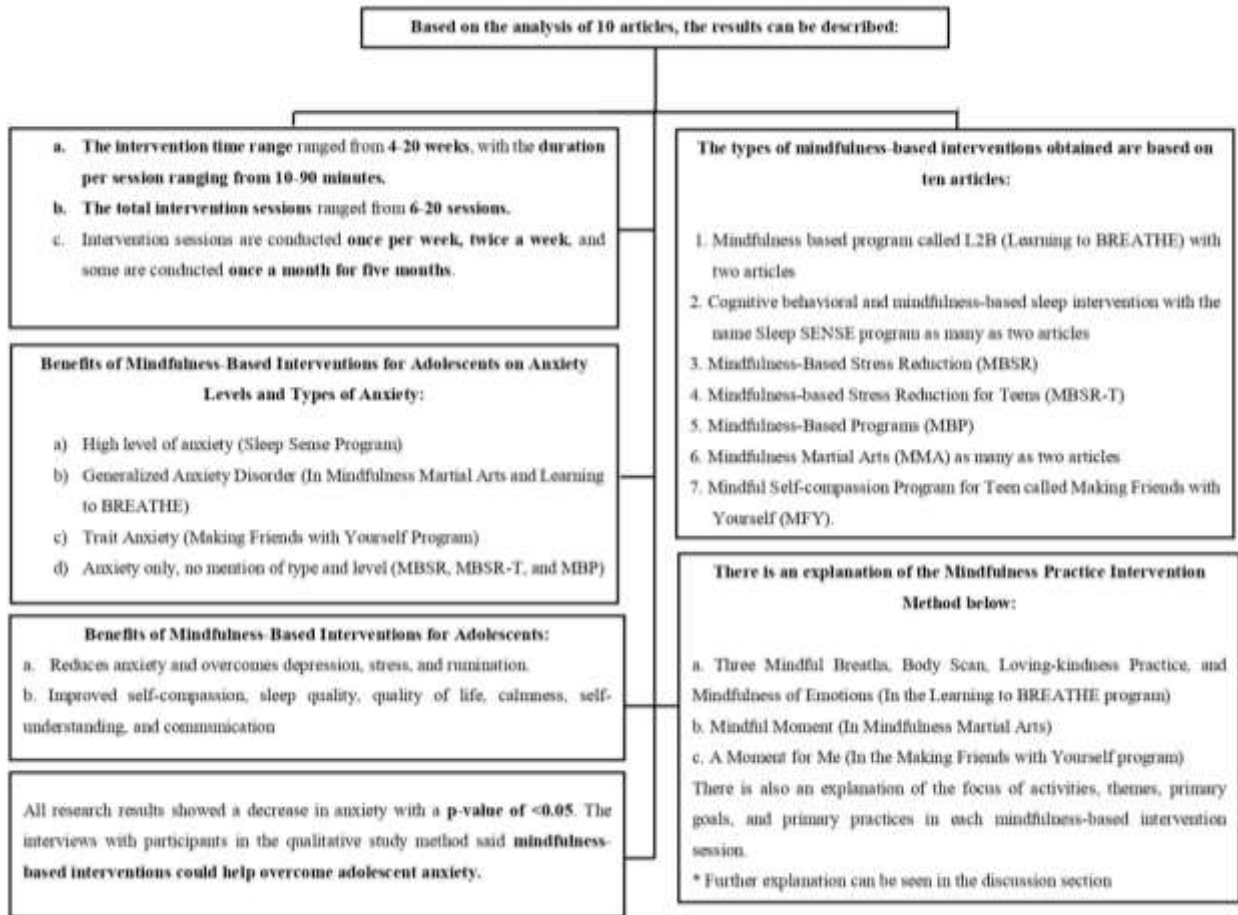 Based on the analysis of 10 articles, the results can be described:
a. The intervention time range ranged from 4-20 weeks, with the duration
per session ranging from 10-90 minutes.
b. The total intervention sessions ranged from 6-20 sessions.
c. Intervention sessions are conducted once per week, twice a week, and
some are conducted once a month for five months.
Benefits of Mindfulness-Based Interventions for Adolescents on Anxiety
Levels and Types of Anxiety:
a) High level of anxiety (Sleep Sense Program)
b) Generalized Anxiety Disorder (In Mindfulness Martial Arts and Learning
to BREATHE)
c) Trait Anxiety (Making Friends with Yourself Program)
d) Anxiety only, no mention of type and level (MBSR, MBSR-T, and MBP)
Benefits of Mindfulness-Based Interventions for Adolescents:
a. Reduces anxiety and overcomes depression, stress, and rumination.
b. Improved self-compassion, sleep quality, quality of life, calmness, self-
understanding, and communication
All research results showed a decrease in anxiety with a p-value of <0.05. The
interviews with participants in the qualitative study method said mindfulness-
based interventions could help overcome adolescent anxiety.
The types of mindfulness-based interventions obtained are based on
ten articles:
1. Mindfulness based program called L2B (Learning to BREATHE) with
two articles
2. Cognitive behavioral and mindfulness-based sleep intervention with the
name Sleep SENSE program as many as two articles
3. Mindfulness-Based Stress Reduction (MBSR)
4. Mindfulness-based Stress Reduction for Teens (MBSR-T)
5. Mindfulness-Based Programs (MBP)
6. Mindfulness Martial Arts (MMA) as many as two articles
7. Mindful Self-compassion Program for Teen called Making Friends with
Yourself (MFY).
There is an explanation of the Mindfulness Practice Intervention
Method below:
a. Three Mindful Breaths, Body Scan, Loving-kindness Practice, and
Mindfulness of Emotions (In the Learning to BREATHE program)
b. Mindful Moment (In Mindfulness Martial Arts)
c. A Moment for Me (In the Making Friends with Yourself program)
There is also an explanation of the focus of activities, themes, primary
goals, and primary practices in each mindfulness-based intervention
session.
* Further explanation can be seen in the discussion section